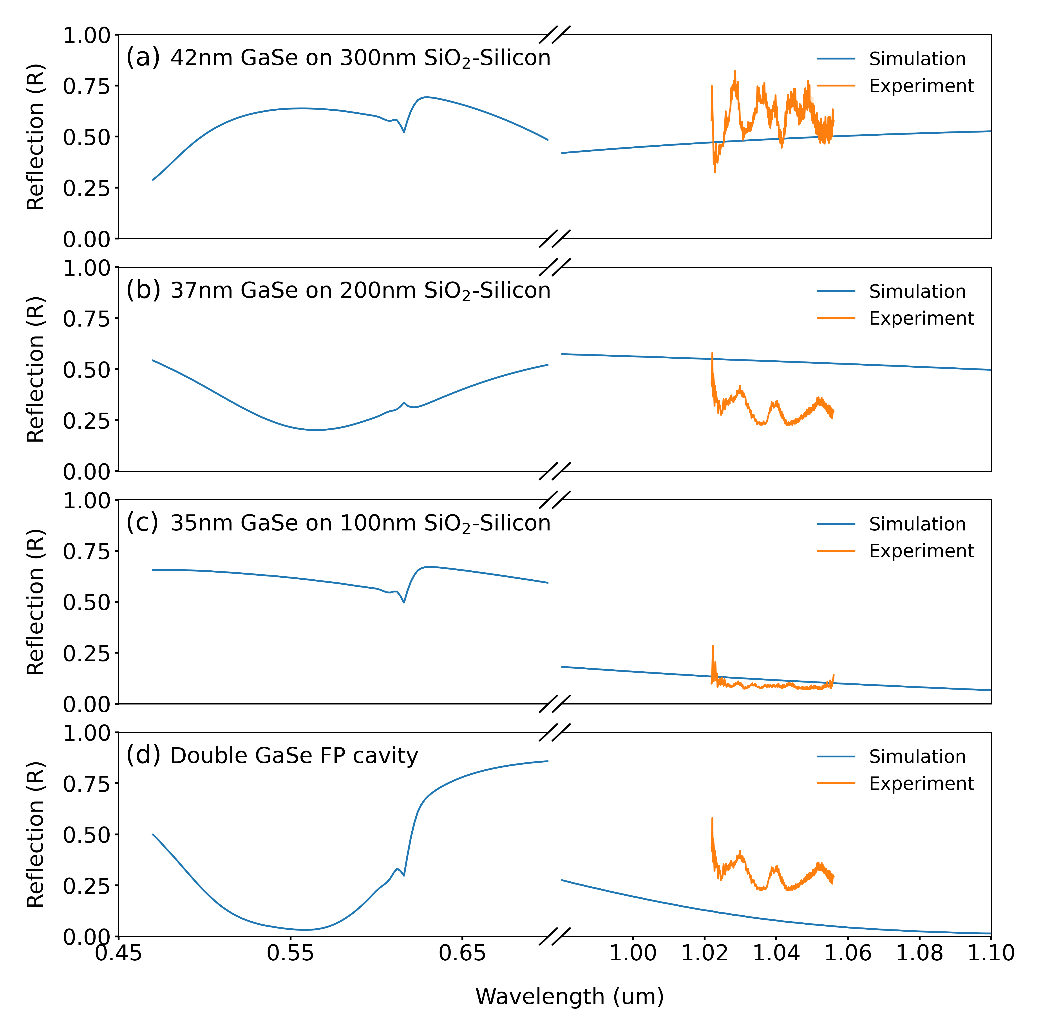 1.00
(a) 42nm GaSe on 300nm SiO₂-Silicon
Simulation
Experiment
0.75
0.50
0.25
0.00
Reflection (R)
1.00
(b) 37nm GaSe on 200nm SiO₂-Silicon
Simulation
Experiment
0.75
0.50
0.25
0.00
Reflection (R)
1.00
(c) 35nm GaSe on 100nm SiO₂-Silicon
Simulation
Experiment
0.75
0.50
0.25
0.00
Reflection (R)
1.00
(d) Double GaSe FP cavity
Simulation
Experiment
0.75
0.50
0.25
0.00
Reflection (R)
0.45 0.55 0.65 1.00 1.02 1.04 1.06 1.08 1.10
Wavelength (um)